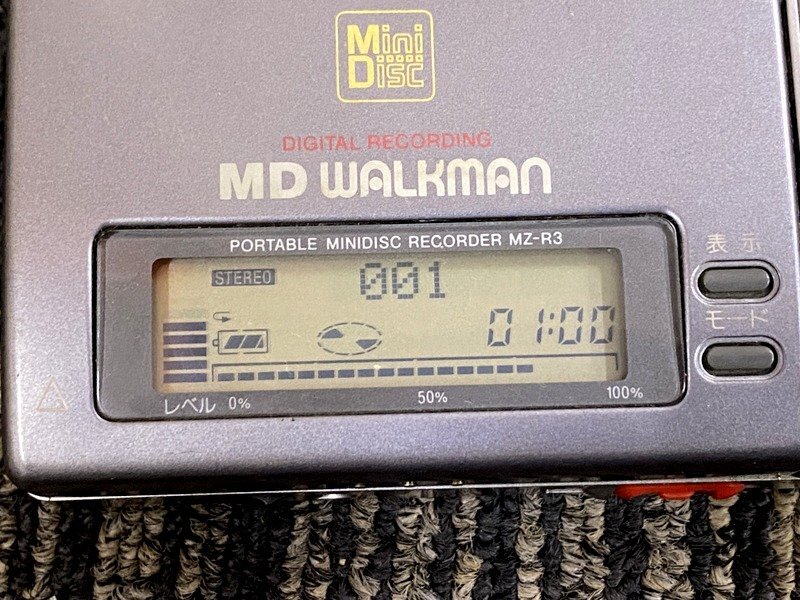 Mini
Disc
DIGITAL RECORDING
MD WALKMAN
PORTABLE MINIDISC RECORDER MZ-R3
表示
STEREO
001
モード
01:00
レベル 0% 50% 100%